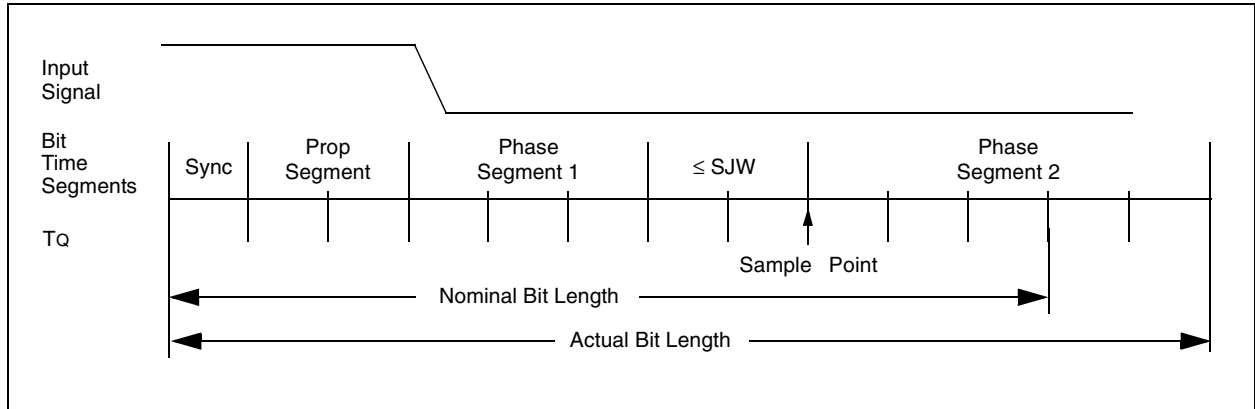 Input
Signal
Bit
Time
Segments
Sync
Prop
Segment
Phase
Segment 1
≤ SJW
Phase
Segment 2
TQ
Sample Point
Nominal Bit Length
Actual Bit Length